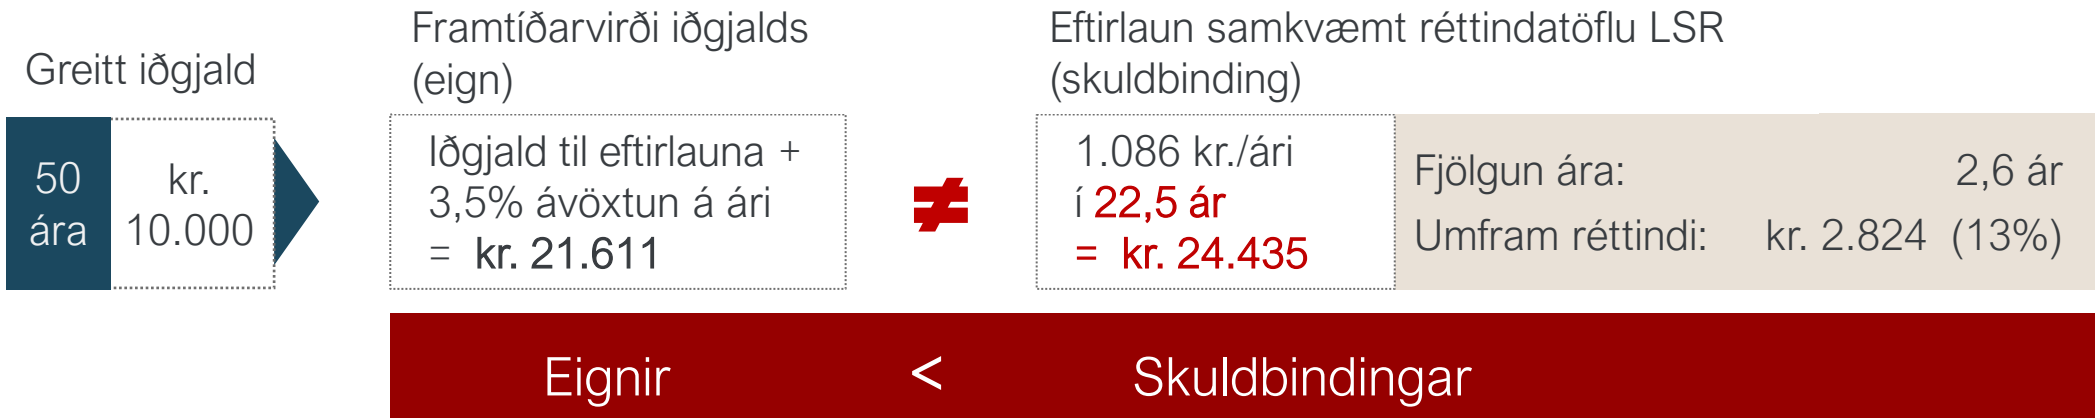 Greitt iðgjald
50
ára
kr.
10.000
Framtíðarvirði iðgjalds
(eign)
Iðgjald til eftirlauna +
3,5% ávöxtun á ári
= kr. 21.611
≠
Eftirlaun samkvæmt réttindatöflu LSR
(skuldbinding)
1.086 kr./ári
í 22,5 ár
= kr. 24.435
Fjölgun ára: 2,6 ár
Umfram réttindi: kr. 2.824 (13%)
Eignir < Skuldbindingar